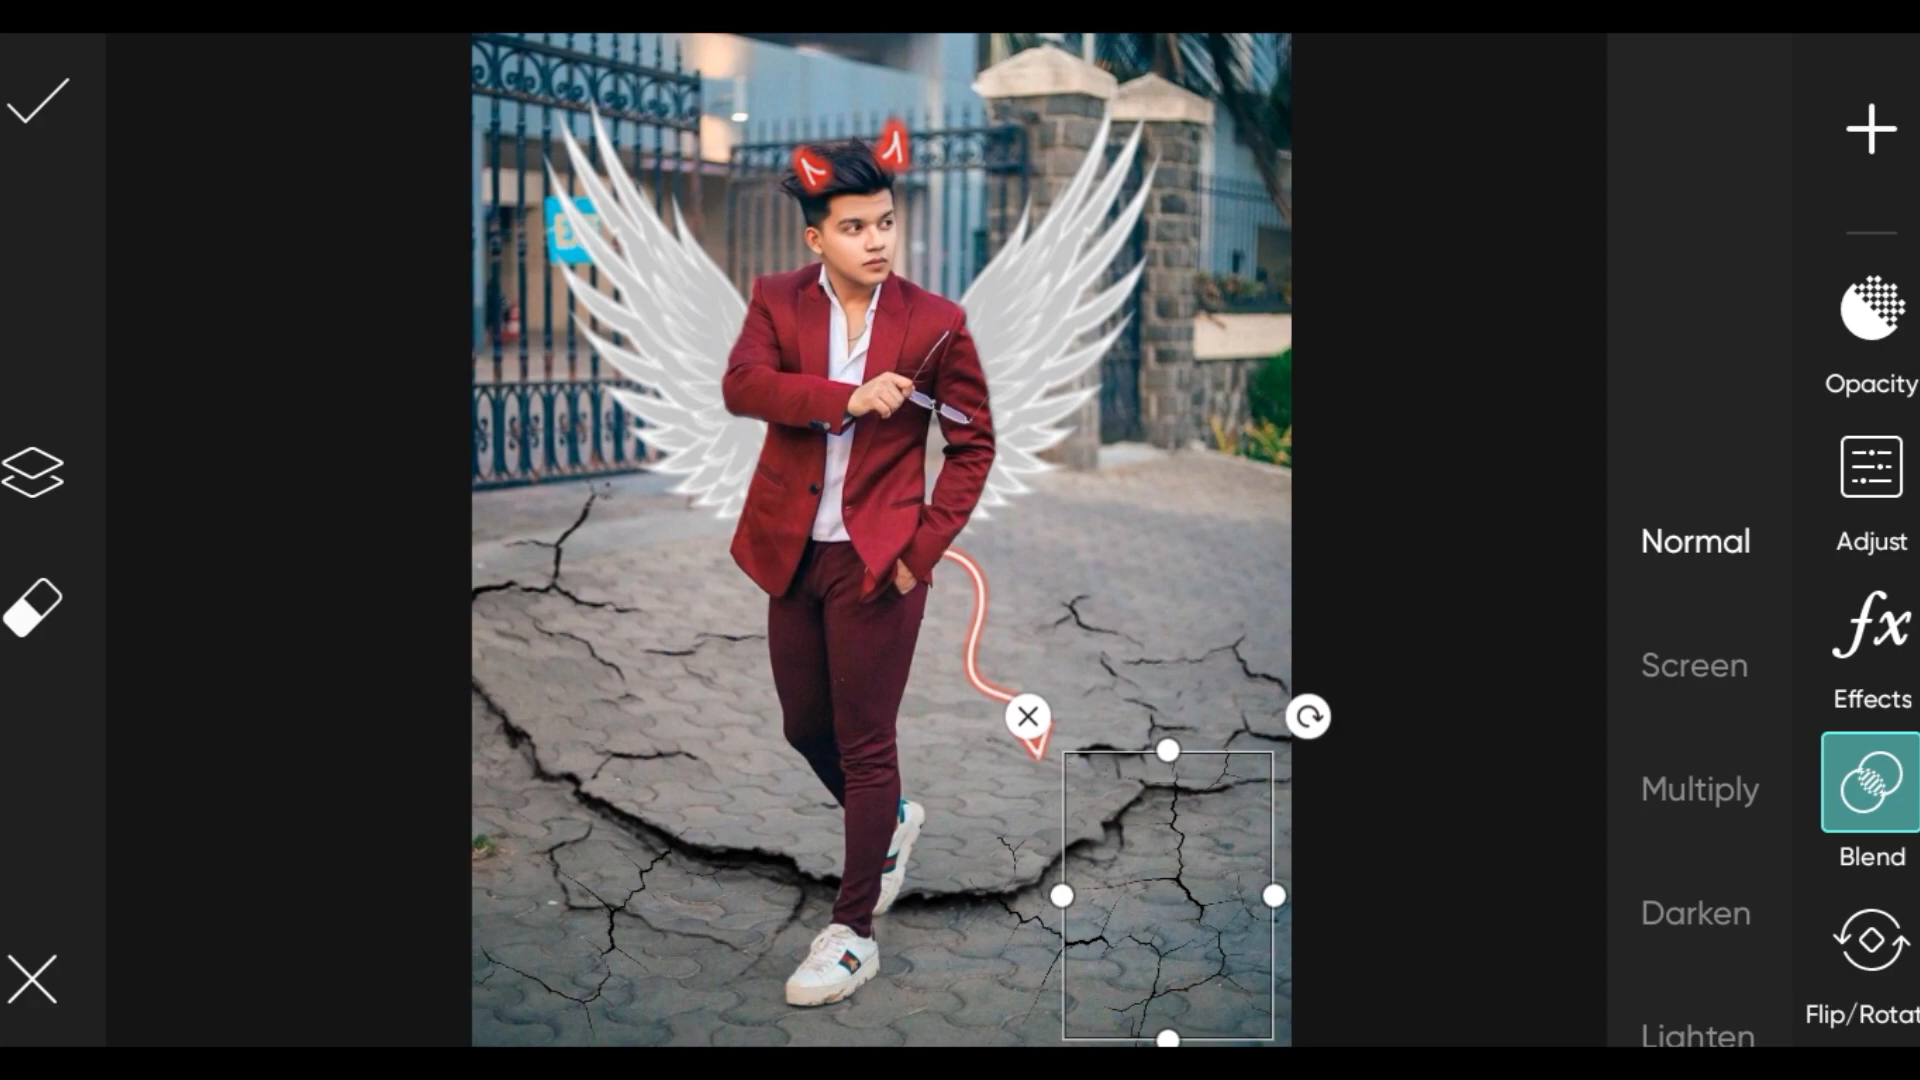 Opacity
Adjust
Normal
fx
Screen
Effects
Multiply
Blend
Darken
Flip/Rotat
Lighten